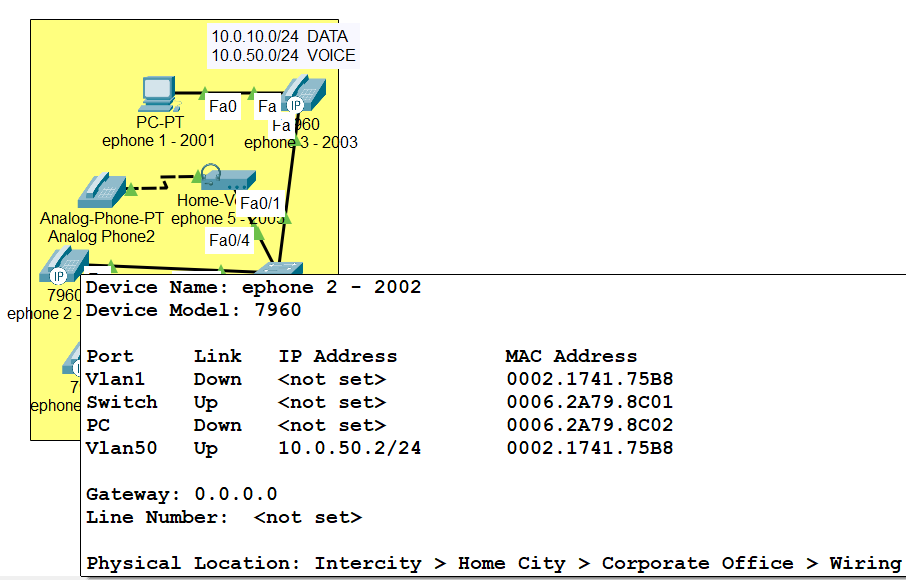 10.0.10.0/24 DATA
10.0.50.0/24 VOICE
Fa0
Fa
IP
PC-PT
ephone 1 - 2001
Fa
960
ephone 3 - 2003
Home-V
Fa0/1
Analog-Phone-PT
ephone 5 - 2005
Analog Phone2
Fa0/4
IP
7960
ephone 2 -
7
ephone
Device Name: ephone 2 - 2002
Device Model: 7960
Port Link IP Address MAC Address
Vlan1 Down <not set> 0002.1741.75B8
Switch Up <not set> 0006.2A79.8C01
PC Down <not set> 0006.2A79.8C02
Vlan50 Up 10.0.50.2/24 0002.1741.75B8
Gateway: 0.0.0.0
Line Number: <not set>
Physical Location: Intercity > Home City > Corporate Office > Wiring